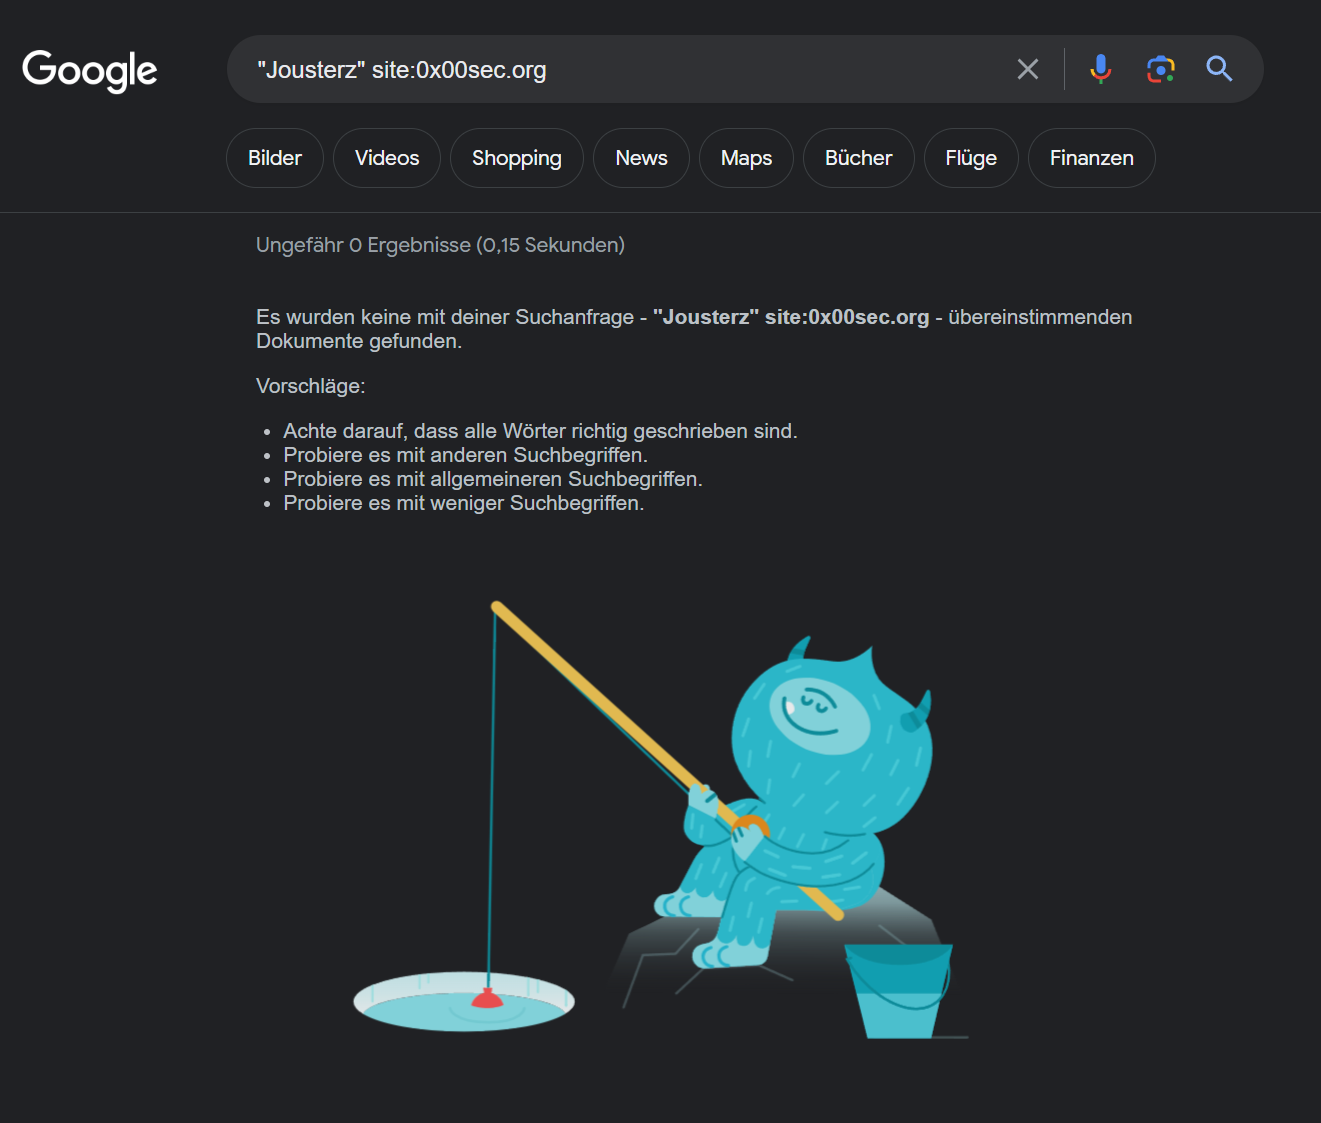 Google
"Jousterz" site:0x00sec.org
Bilder
Videos
Shopping
News
Maps
Bücher
Flüge
Finanzen
Ungefähr 0 Ergebnisse (0,15 Sekunden)
Es wurden keine mit deiner Suchanfrage - "Jousterz" site:0x00sec.org - übereinstimmenden
Dokumente gefunden.
Vorschläge:
Achte darauf, dass alle Wörter richtig geschrieben sind.
Probiere es mit anderen Suchbegriffen.
Probiere es mit allgemeineren Suchbegriffen.
Probiere es mit weniger Suchbegriffen.